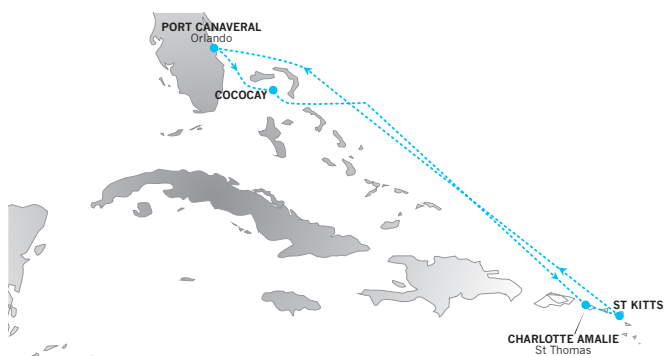 PORT CANAVERAL
Orlando
COCOCAY
ST KITTS
CHARLOTTE AMALIE
St Thomas